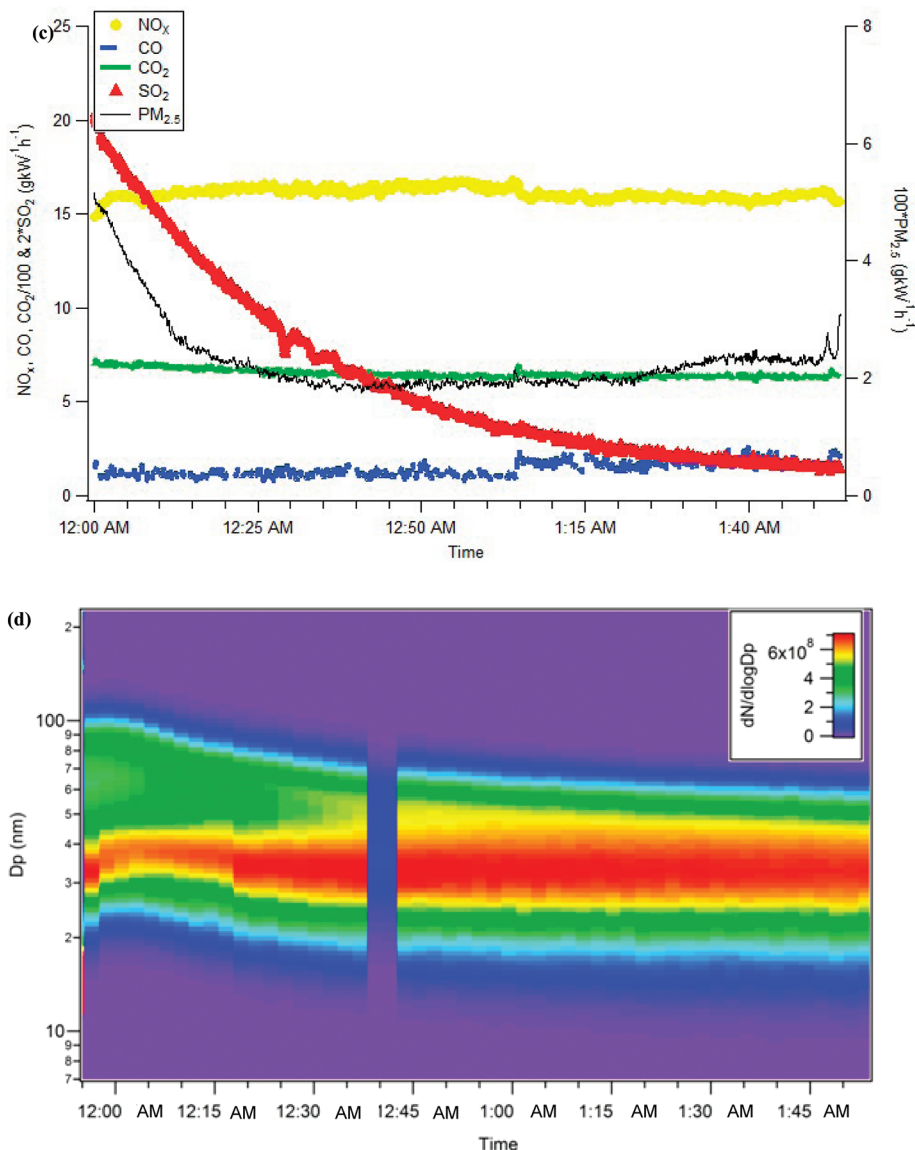 (c)
25
20
15
10
5
0
NOX
CO
CO2
SO2
PM2.5
8
6
4
2
0
NOx, CO, CO2/100 & 2*SO2 (gkW-1h-1)
100*PM2.5 (gkW-1h-1)
12:00 AM 12:25 AM 12:50 AM 1:15 AM 1:40 AM
Time
(d)
2
100
9
8
7
6
5
4
3
2
10
9
8
7
Dp (nm)
dN/dlogDp
6x10^8
4
2
0
12:00 AM 12:15 AM 12:30 AM 12:45 AM 1:00 AM 1:15 AM 1:30 AM 1:45 AM
Time